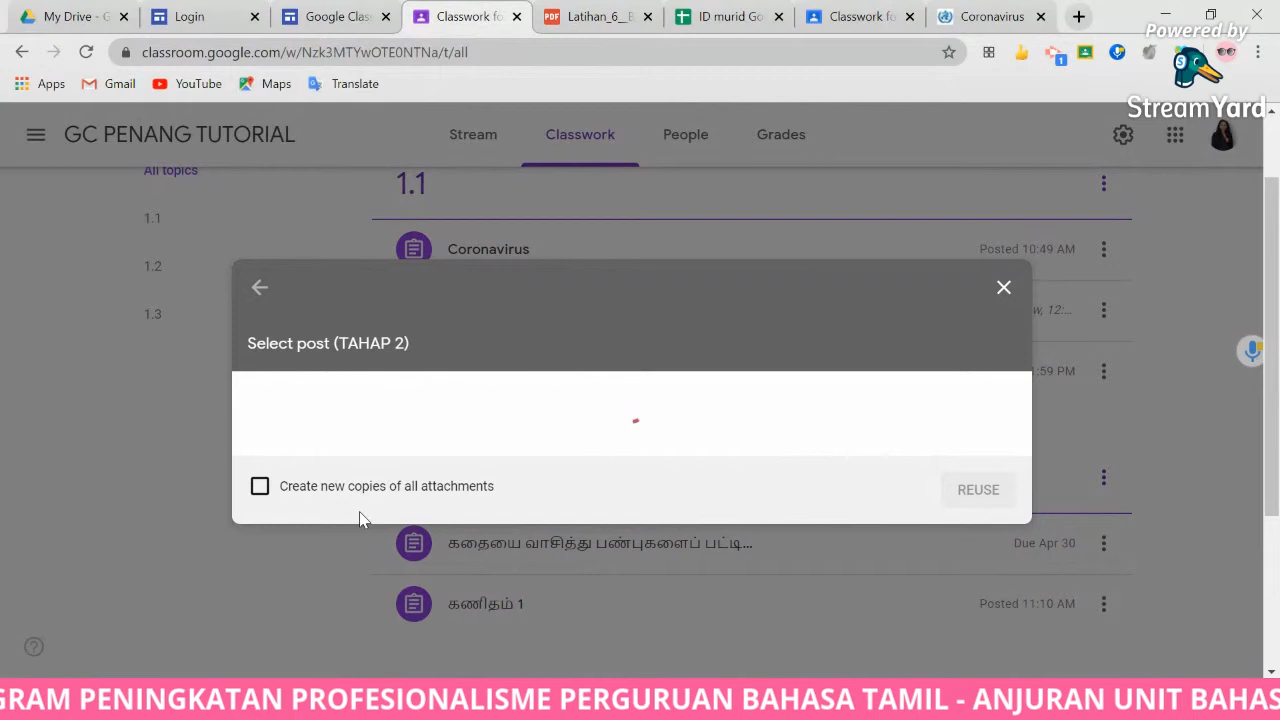 My Drive - G
Login
Google Clas
Classwork fo
Latihan_6__B
ID murid Go
Classwork fo
Coronavirus
Powered by
StreamYard
classroom.google.com/w/Nzk3MTYwOTE0NTNa/t/all
1
Apps
Gmail
YouTube
Maps
Translate
GC PENANG TUTORIAL
Stream
Classwork
People
Grades
All topics
1.1
1.2
1.3
1.1
Coronavirus
Posted 10:49 AM
w, 12:...
:59 PM
Select post (TAHAP 2)
Create new copies of all attachments
REUSE
கதையை வாசித்து பண்புகளைப் பட்டி...
Due Apr 30
கணிதம் 1
Posted 11:10 AM
GRAM PENINGKATAN PROFESIONALISME PERGURUAN BAHASA TAMIL - ANJURAN UNIT BAHAS